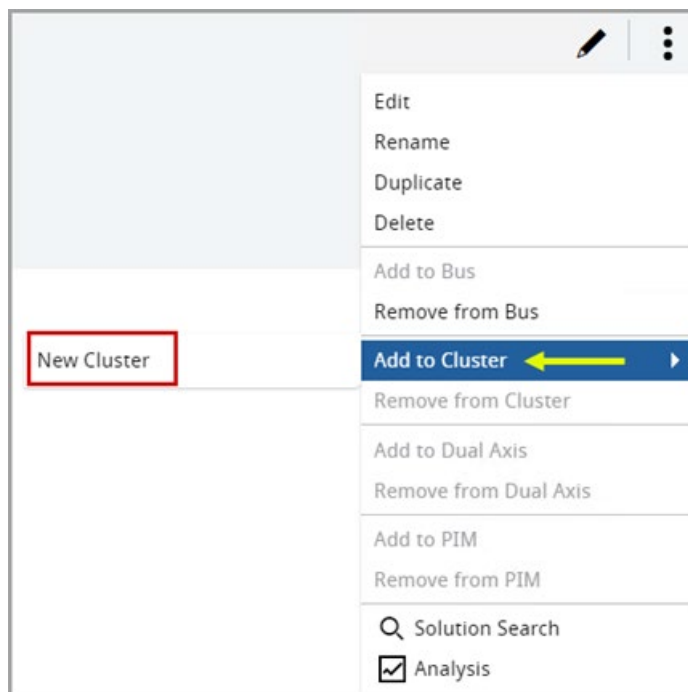 Edit
Rename
Duplicate
Delete
Add to Bus
Remove from Bus
New Cluster
Add to Cluster
Remove from Cluster
Add to Dual Axis
Remove from Dual Axis
Add to PIM
Remove from PIM
Solution Search
Analysis